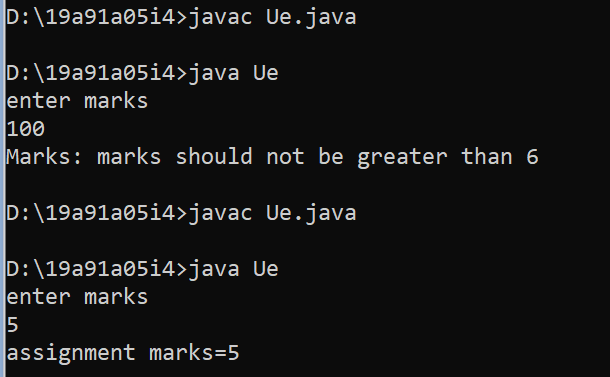 D:\19a91a05i4>javac Ue.java
D:\19a91a05i4>java Ue
enter marks
100
Marks: marks should not be greater than 6
D:\19a91a05i4>javac Ue.java
D:\19a91a05i4>java Ue
enter marks
5
assignment marks=5